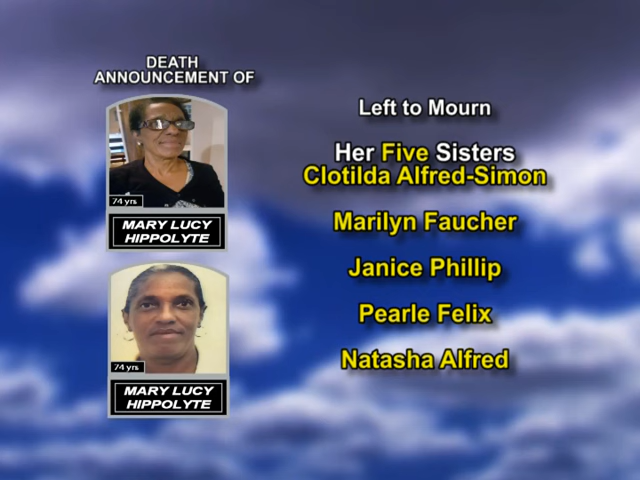 DEATH
ANNOUNCEMENT OF
74 yrs
MARY LUCY
HIPPOLYTE
74 yrs
MARY LUCY
HIPPOLYTE
Left to Mourn
Her Five Sisters
Clotilda Alfred-Simon
Marilyn Faucher
Janice Phillip
Pearle Felix
Natasha Alfred